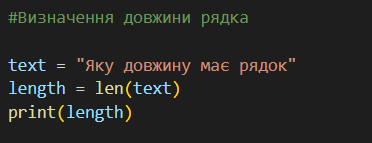 #Визначення довжини рядка
text = "Яку довжину має рядок"
length = len(text)
print(length)